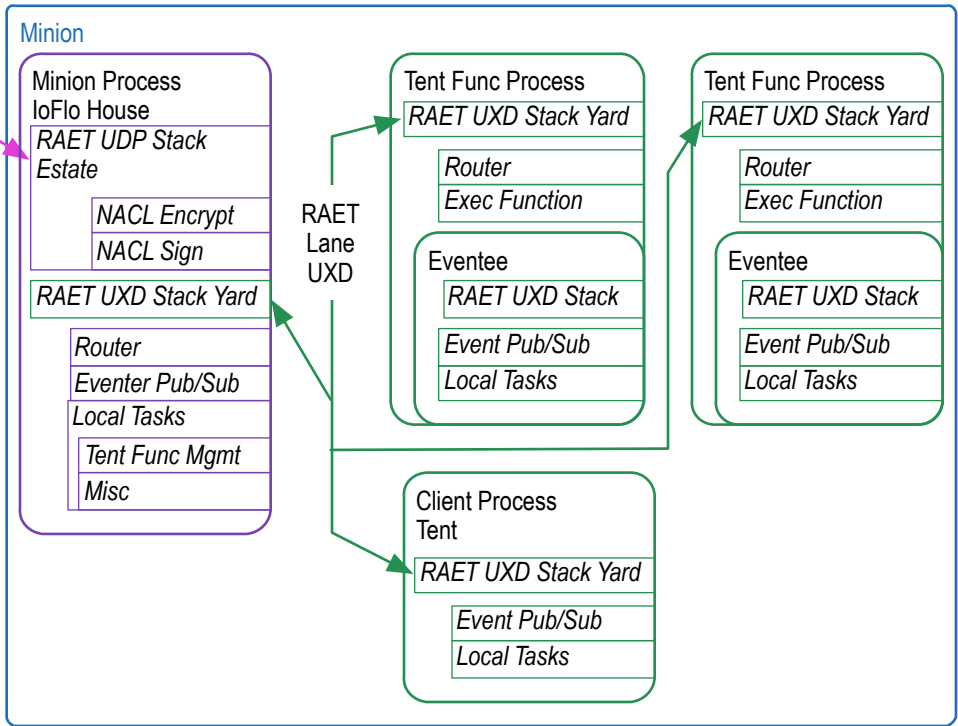 Minion
Minion Process
IoFlo House
RAET UDP Stack
Estate
NACL Encrypt
NACL Sign
RAET UXD Stack Yard
Router
Eventer Pub/Sub
Local Tasks
Tent Func Mgmt
Misc
RAET
Lane
UXD
Tent Func Process
RAET UXD Stack Yard
Router
Exec Function
Eventee
RAET UXD Stack
Event Pub/Sub
Local Tasks
Tent Func Process
RAET UXD Stack Yard
Router
Exec Function
Eventee
RAET UXD Stack
Event Pub/Sub
Local Tasks
Client Process
Tent
RAET UXD Stack Yard
Event Pub/Sub
Local Tasks